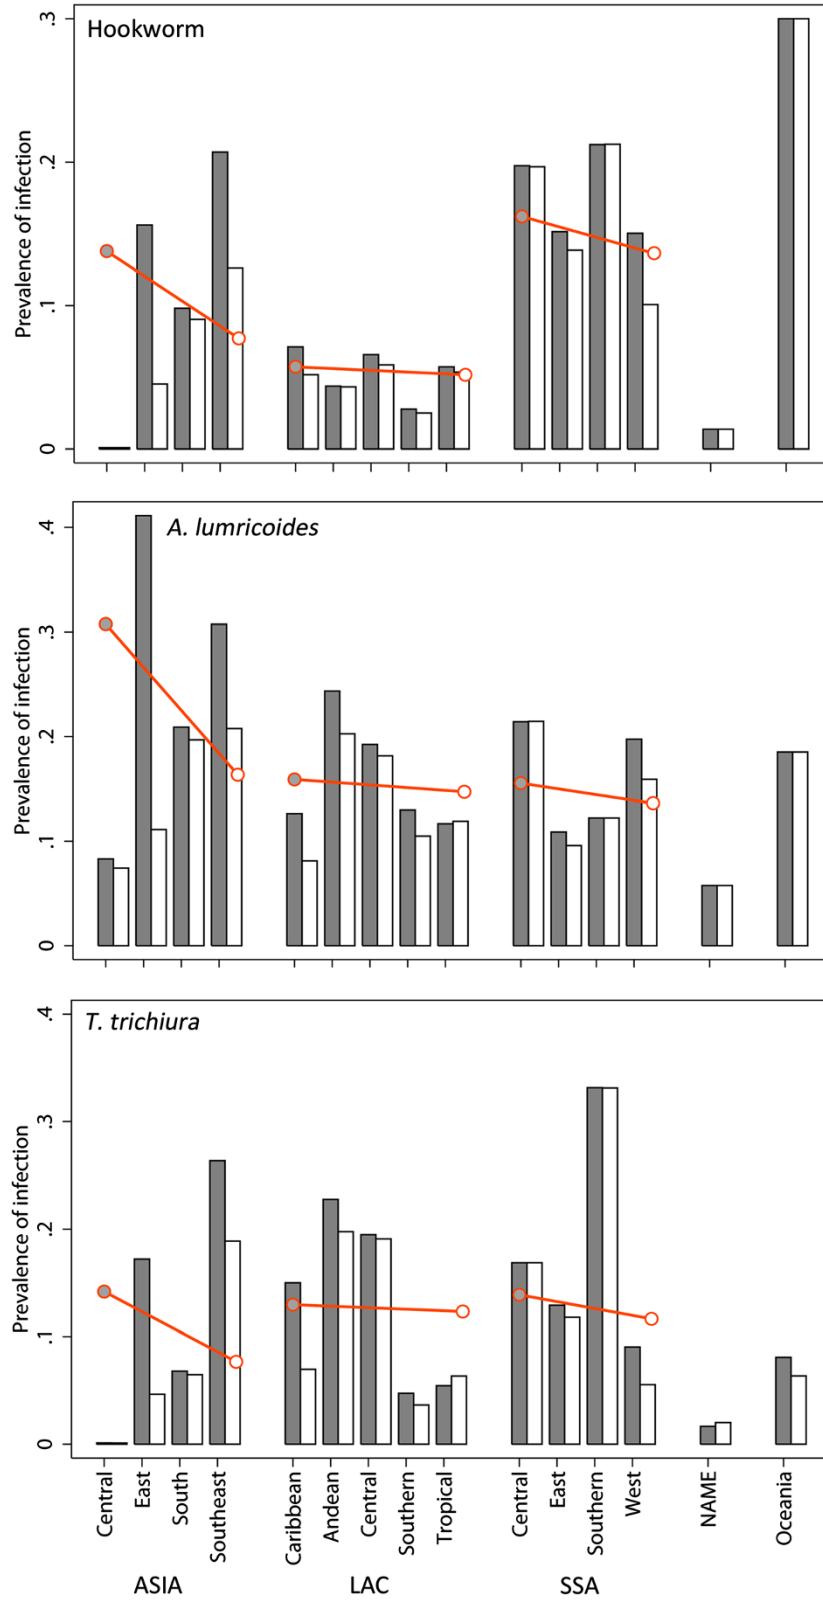 Hookworm
Prevalence of infection
.3
.2
.1
0
A. lumricoides
Prevalence of infection
.4
.3
.2
.1
0
T. trichiura
Prevalence of infection
.4
.3
.2
.1
0
Central
East
South
Southeast
Caribbean
Andean
Central
Southern
Tropical
Central
East
Southern
West
NAME
Oceania
ASIA
LAC
SSA